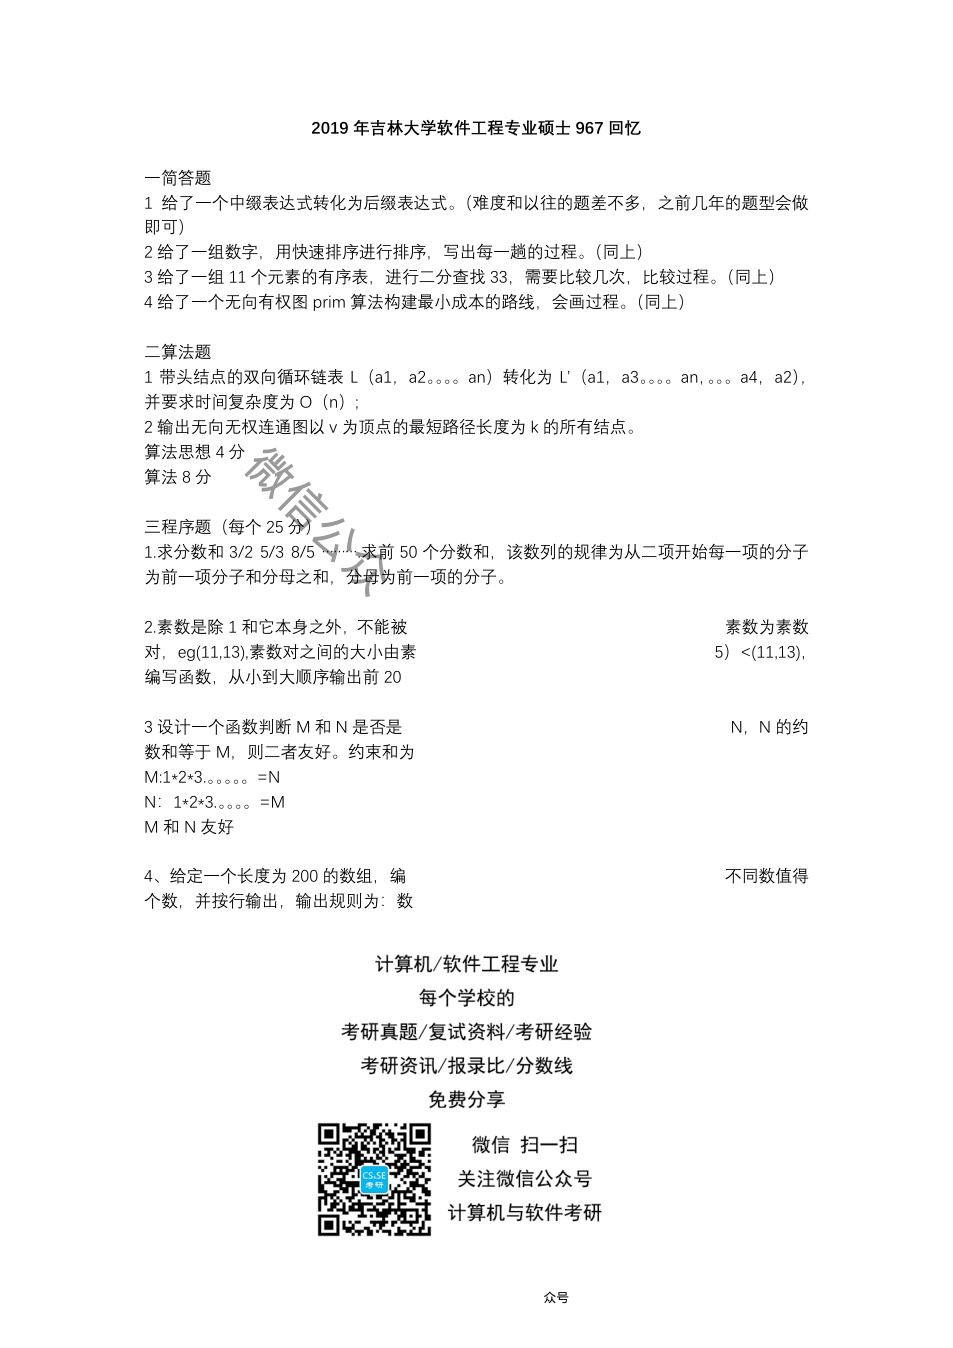 2019 年吉林大学软件工程专业硕士 967 回忆
一简答题
1 给了一个中缀表达式转化为后缀表达式。（难度和以往的题差不多，之前几年的题型会做
即可）
2 给了一组数字，用快速排序进行排序，写出每一趟的过程。（同上）
3 给了一组 11 个元素的有序表，进行二分查找 33，需要比较几次，比较过程。（同上）
4 给了一个无向有权图 prim 算法构建最小成本的路线，会画过程。（同上）
二算法题
1 带头结点的双向循环链表 L（a1，a2。。。。an）转化为 L’（a1，a3。。。。an，。。。a4，a2），
并要求时间复杂度为 O（n）；
2 输出无向无权连通图以 v 为顶点的最短路径长度为 k 的所有结点。
算法思想 4 分
算法 8 分
微信公众
三程序题（每个 25 分）
1.求分数和 3/2 5/3 8/5 ………求前 50 个分数和，该数列的规律为从二项开始每一项的分子
为前一项分子和分母之和，分母为前一项的分子。
2.素数是除 1 和它本身之外，不能被 素数为素数
对，eg(11,13),素数对之间的大小由素 5）<(11,13)，
编写函数，从小到大顺序输出前 20
3 设计一个函数判断 M 和 N 是否是 N，N 的约
数和等于 M，则二者友好。约束和为
M:1*2*3.。。。。。=N
N：1*2*3.。。。。=M
M 和 N 友好
4、给定一个长度为 200 的数组，编 不同数值得
个数，并按行输出，输出规则为：数
计算机/软件工程专业
每个学校的
考研真题/复试资料/考研经验
考研资讯/报录比/分数线
免费分享
CS&SE
考研
微信 扫一扫
关注微信公众号
计算机与软件考研
众号